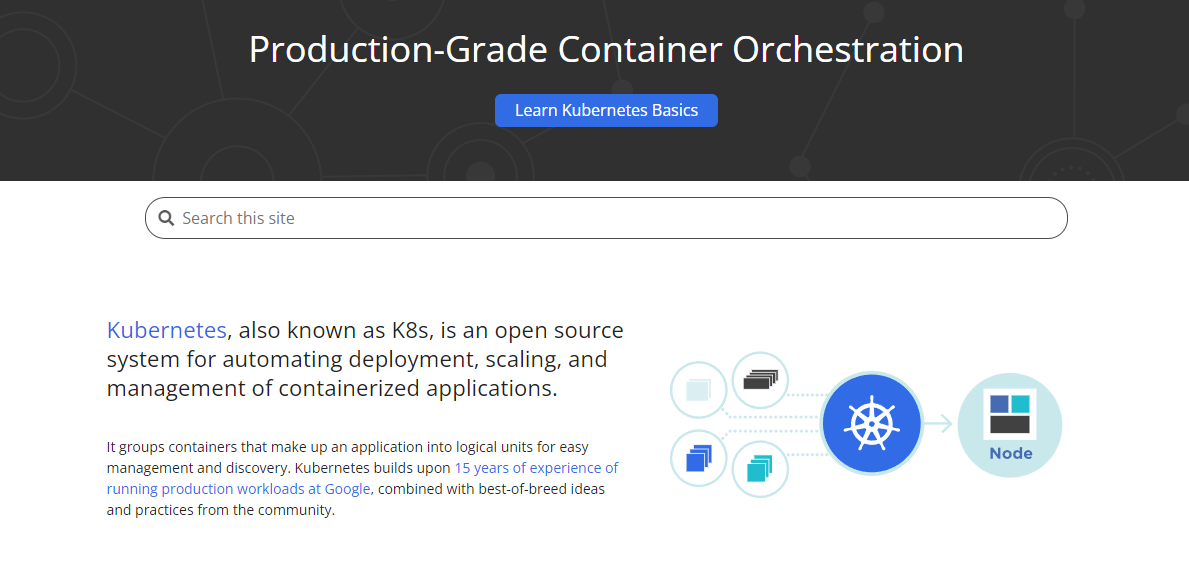 Production-Grade Container Orchestration
Learn Kubernetes Basics
Search this site
Kubernetes, also known as K8s, is an open source
system for automating deployment, scaling, and
management of containerized applications.
It groups containers that make up an application into logical units for easy
management and discovery. Kubernetes builds upon 15 years of experience of
running production workloads at Google, combined with best-of-breed ideas
and practices from the community.
Node